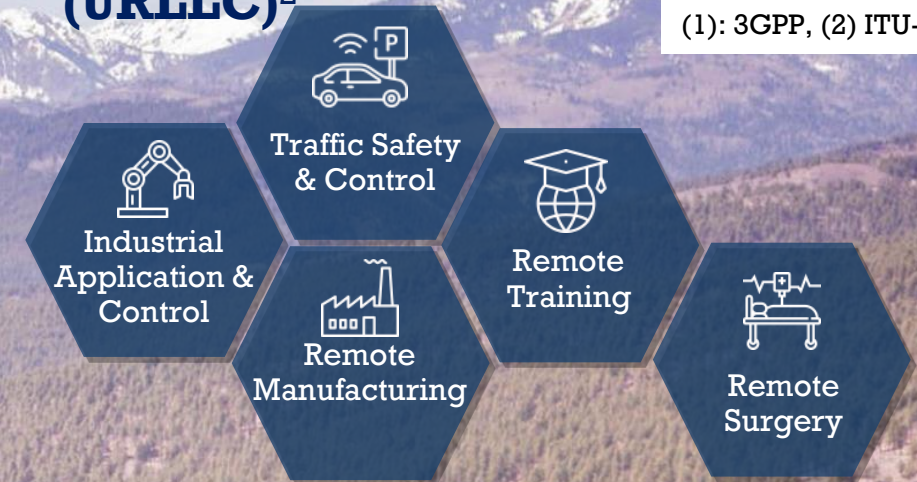 (URLLC)
(1): 3GPP, (2) ITU-
P
Traffic Safety
& Control
Industrial
Application &
Control
Remote
Training
Remote
Manufacturing
Remote
Surgery